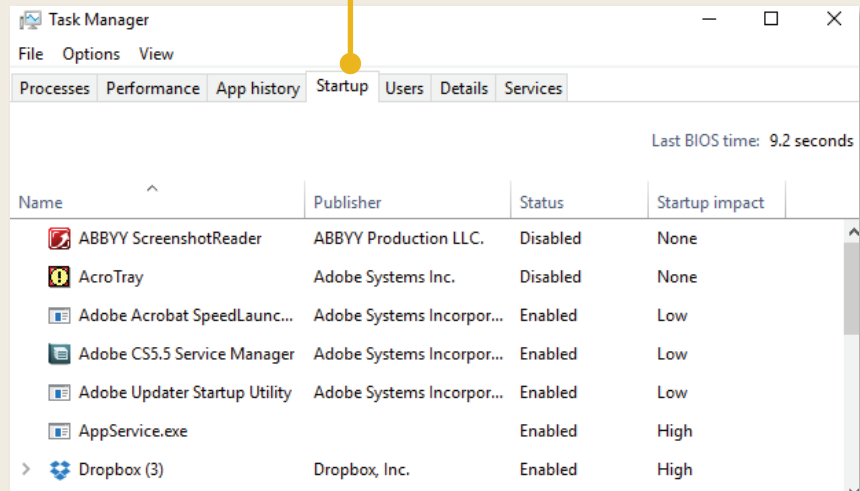 Task Manager
File Options View
Processes Performance App history Startup Users Details Services
Last BIOS time: 9.2 seconds
Name Publisher Status Startup impact
ABBYY ScreenshotReader ABBYY Production LLC. Disabled None
AcroTray Adobe Systems Inc. Disabled None
Adobe Acrobat SpeedLaunc... Adobe Systems Incorpor... Enabled Low
Adobe CS5.5 Service Manager Adobe Systems Incorpor... Enabled Low
Adobe Updater Startup Utility Adobe Systems Incorpor... Enabled Low
AppService.exe Enabled High
Dropbox (3) Dropbox, Inc. Enabled High